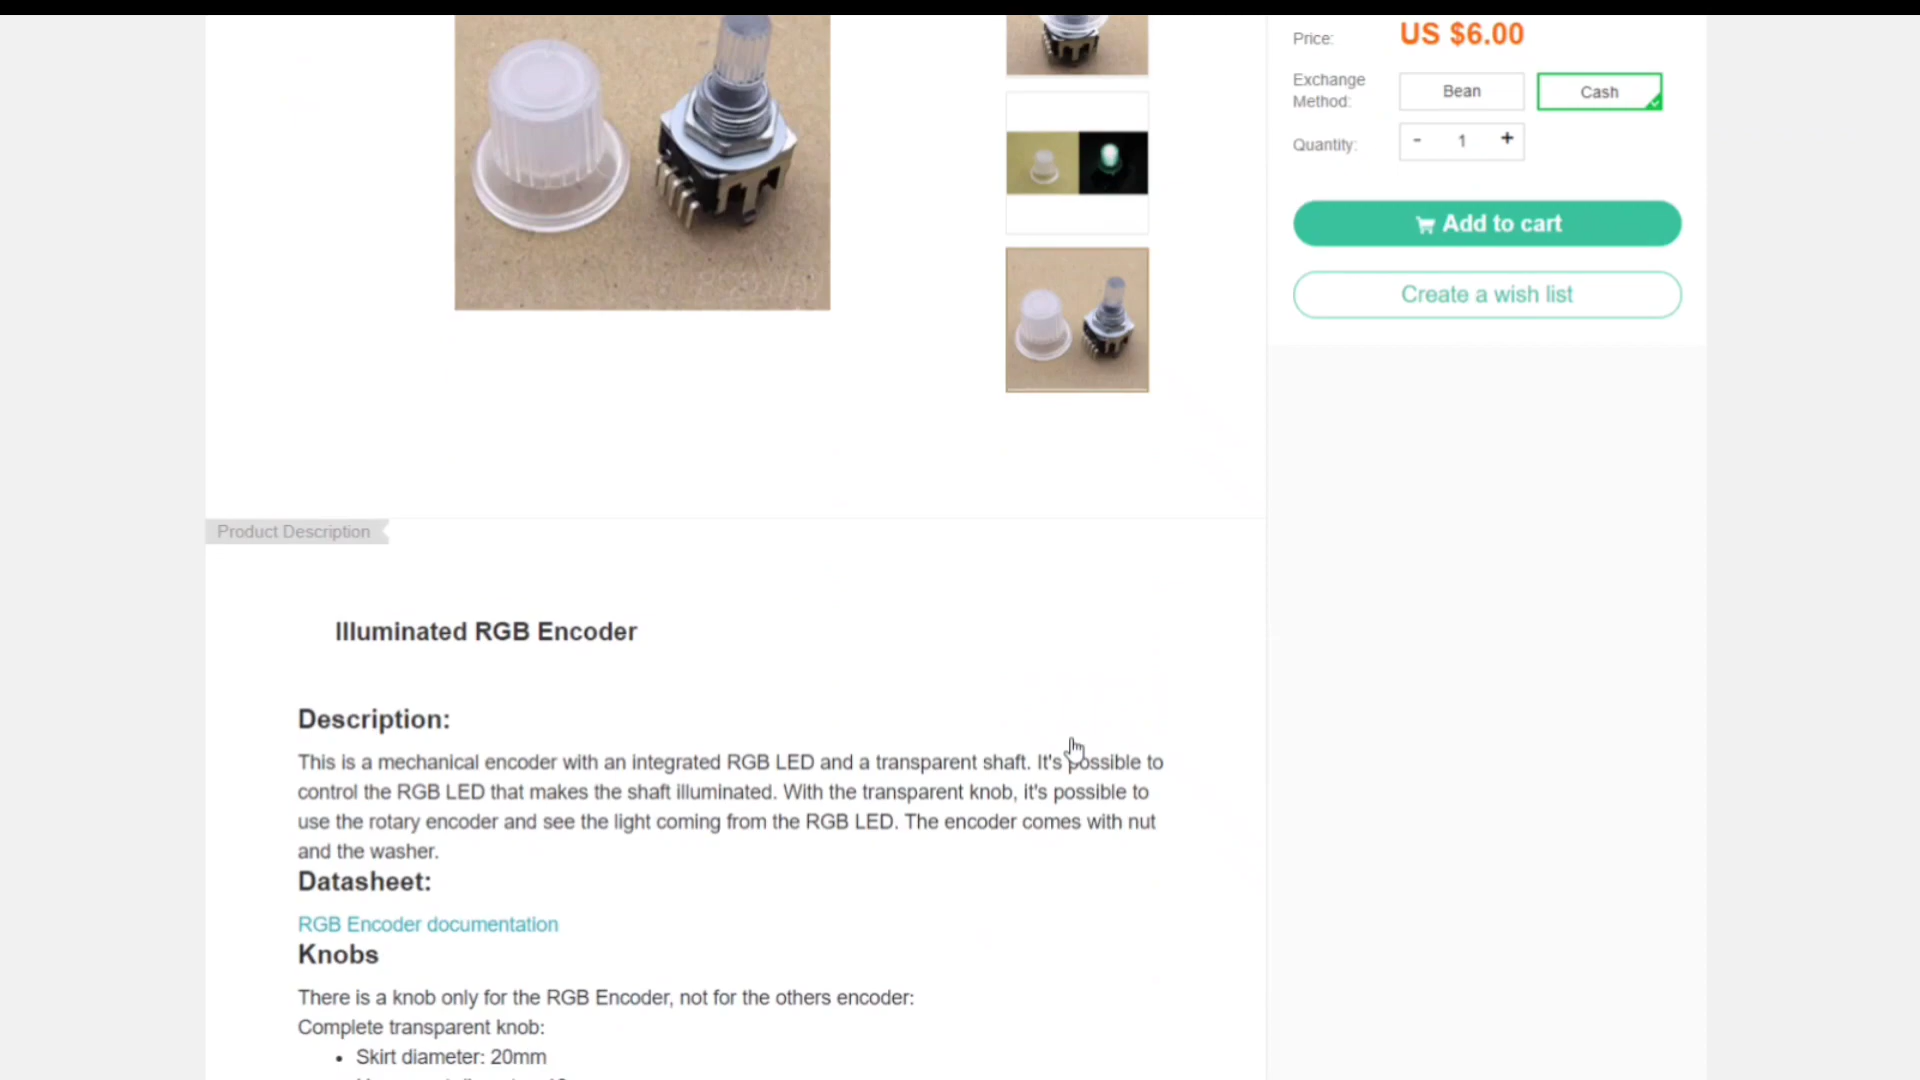 Price:
US $6.00
Exchange
Method:
Bean
Cash
Quantity:
-
1
+
Add to cart
Create a wish list
Product Description
Illuminated RGB Encoder
Description:
This is a mechanical encoder with an integrated RGB LED and a transparent shaft. It's possible to
control the RGB LED that makes the shaft illuminated. With the transparent knob, it's possible to
use the rotary encoder and see the light coming from the RGB LED. The encoder comes with nut
and the washer.
Datasheet:
RGB Encoder documentation
Knobs
There is a knob only for the RGB Encoder, not for the others encoder:
Complete transparent knob:
• Skirt diameter: 20mm